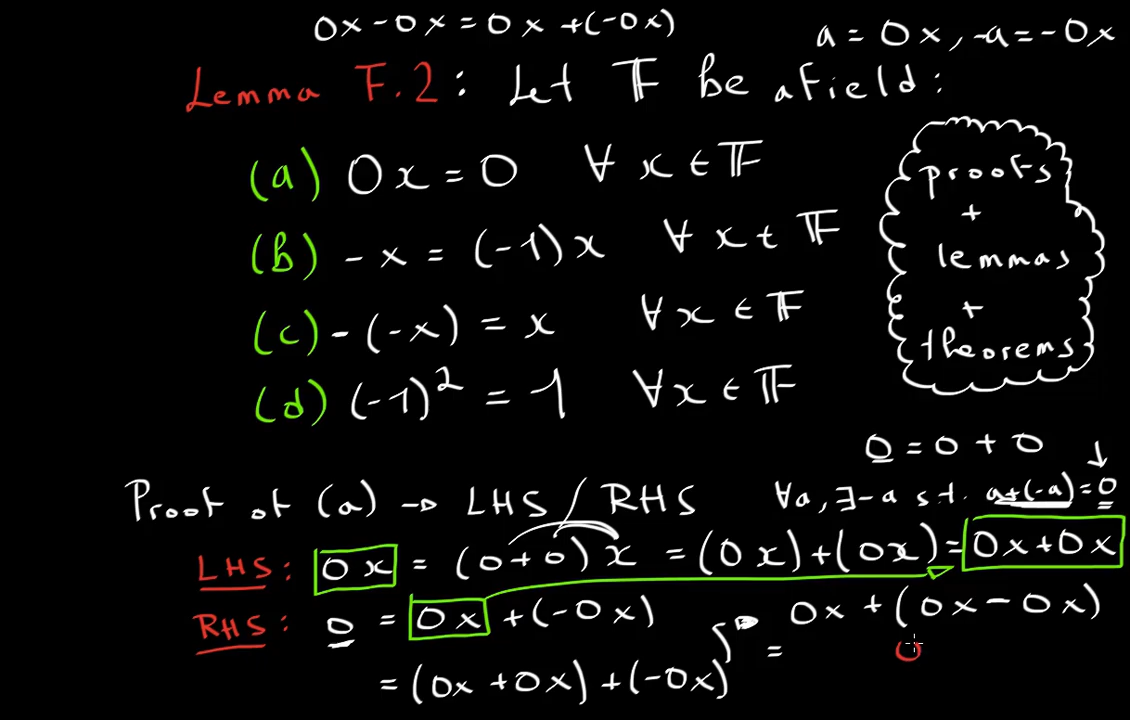 0x - 0x = 0x + (-0x)
a = 0x, -a = -0x
Lemma F.2: Let 𝔽 be a field:
(a) 0x = 0 ∀ x ∈ 𝔽
(b) -x = (-1)x ∀ x ∈ 𝔽
(c) -(-x) = x ∀ x ∈ 𝔽
(d) (-1)² = 1 ∀ x ∈ 𝔽
proofs
+
lemmas
+
theorems
0 = 0 + 0
Proof of (a) → LHS / RHS
∀a, ∃-a s.t. a+(-a) = 0
LHS: 0x = (0+0)x = (0x)+(0x) = 0x+0x
RHS: 0 = 0x + (-0x)
= (0x + 0x) + (-0x)
= 0x + (0x - 0x)
0